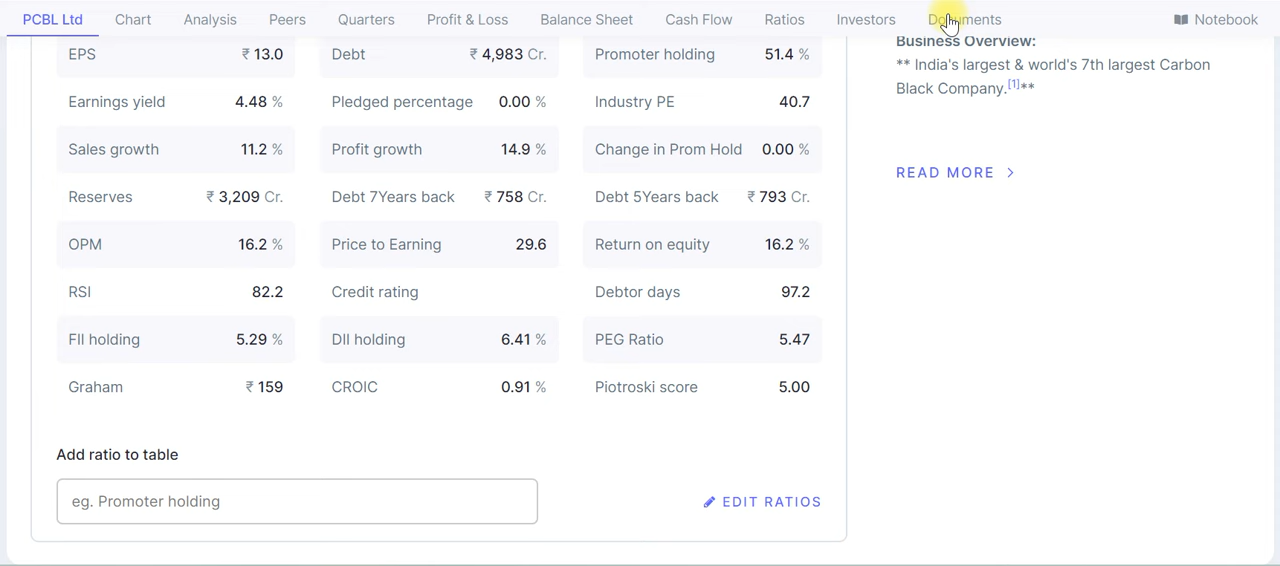 PCBL Ltd Chart Analysis Peers Quarters Profit & Loss Balance Sheet Cash Flow Ratios Investors Documents Notebook
EPS ₹ 13.0 Debt ₹ 4,983 Cr. Promoter holding 51.4 %
Earnings yield 4.48 % Pledged percentage 0.00 % Industry PE 40.7
Sales growth 11.2 % Profit growth 14.9 % Change in Prom Hold 0.00 %
Reserves ₹ 3,209 Cr. Debt 7Years back ₹ 758 Cr. Debt 5Years back ₹ 793 Cr.
OPM 16.2 % Price to Earning 29.6 Return on equity 16.2 %
RSI 82.2 Credit rating Debtor days 97.2
FII holding 5.29 % DII holding 6.41 % PEG Ratio 5.47
Graham ₹ 159 CROIC 0.91 % Piotroski score 5.00
Add ratio to table
eg. Promoter holding
EDIT RATIOS
Business Overview:
** India's largest & world's 7th largest Carbon
Black Company.[1]**
READ MORE